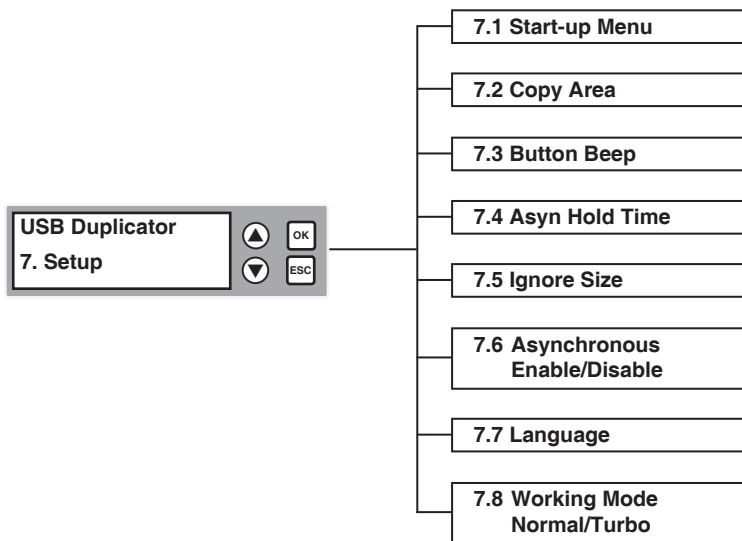 7.1 Start-up Menu
7.2 Copy Area
7.3 Button Beep
7.4 Asyn Hold Time
USB Duplicator
7. Setup
OK
ESC
7.5 Ignore Size
7.6 Asynchronous
Enable/Disable
7.7 Language
7.8 Working Mode
Normal/Turbo